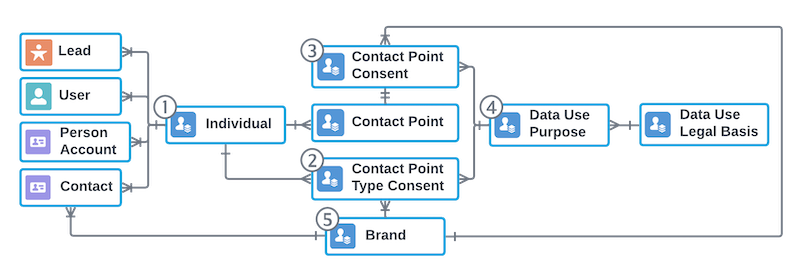 Lead
User
Person
Account
Contact
1
Individual
3
Contact Point
Consent
Contact Point
2
Contact Point
Type Consent
5
Brand
4
Data Use
Purpose
Data Use
Legal Basis